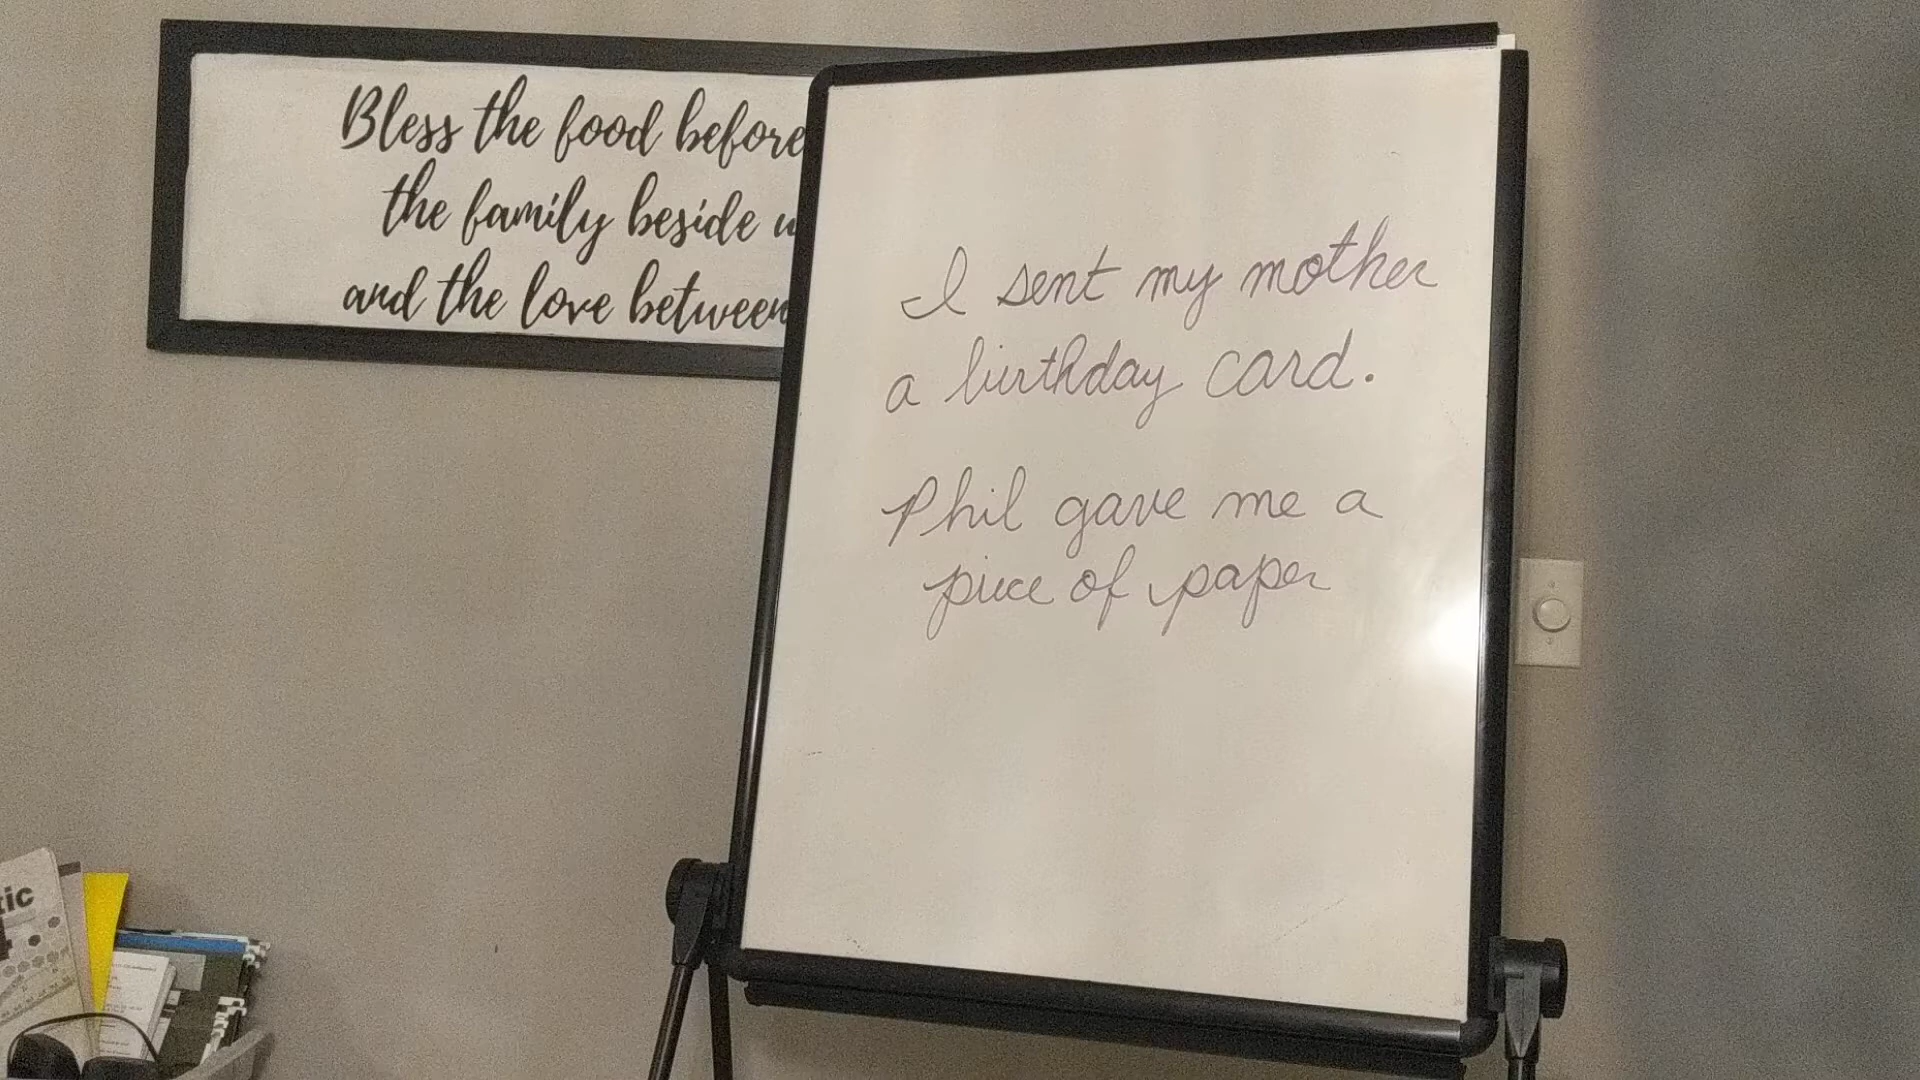 Bless the food before
the family beside u
and the love between
I sent my mother
a birthday card.
Phil gave me a
piece of paper
tic